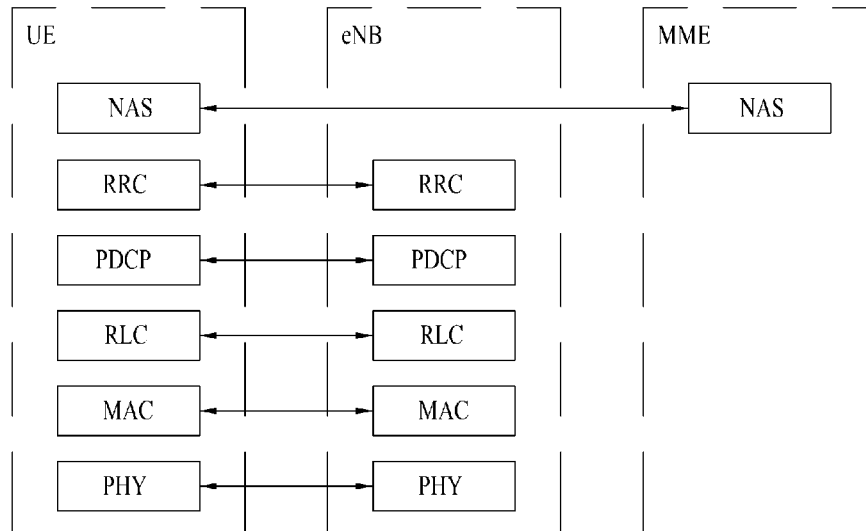 UE eNB MME
NAS NAS
RRC RRC
PDCP PDCP
RLC RLC
MAC MAC
PHY PHY